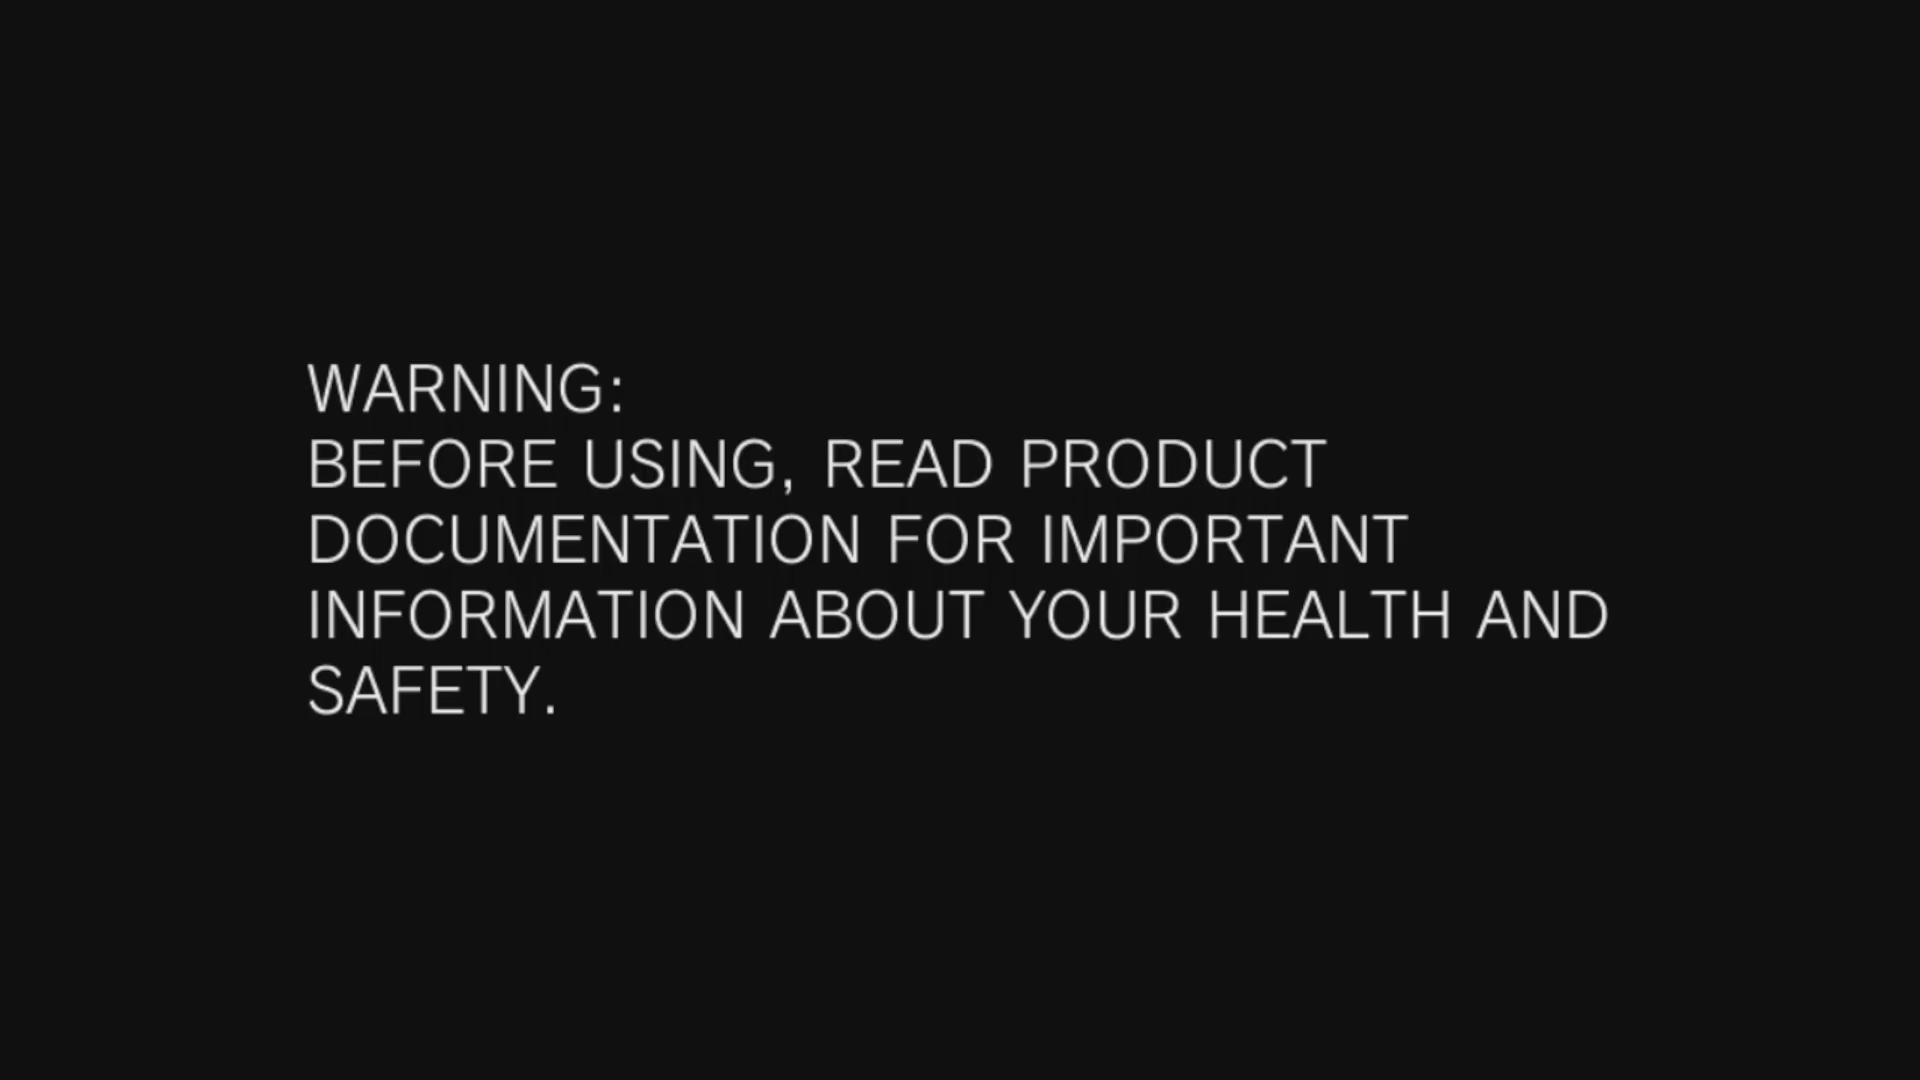 WARNING:
BEFORE USING, READ PRODUCT
DOCUMENTATION FOR IMPORTANT
INFORMATION ABOUT YOUR HEALTH AND
SAFETY.